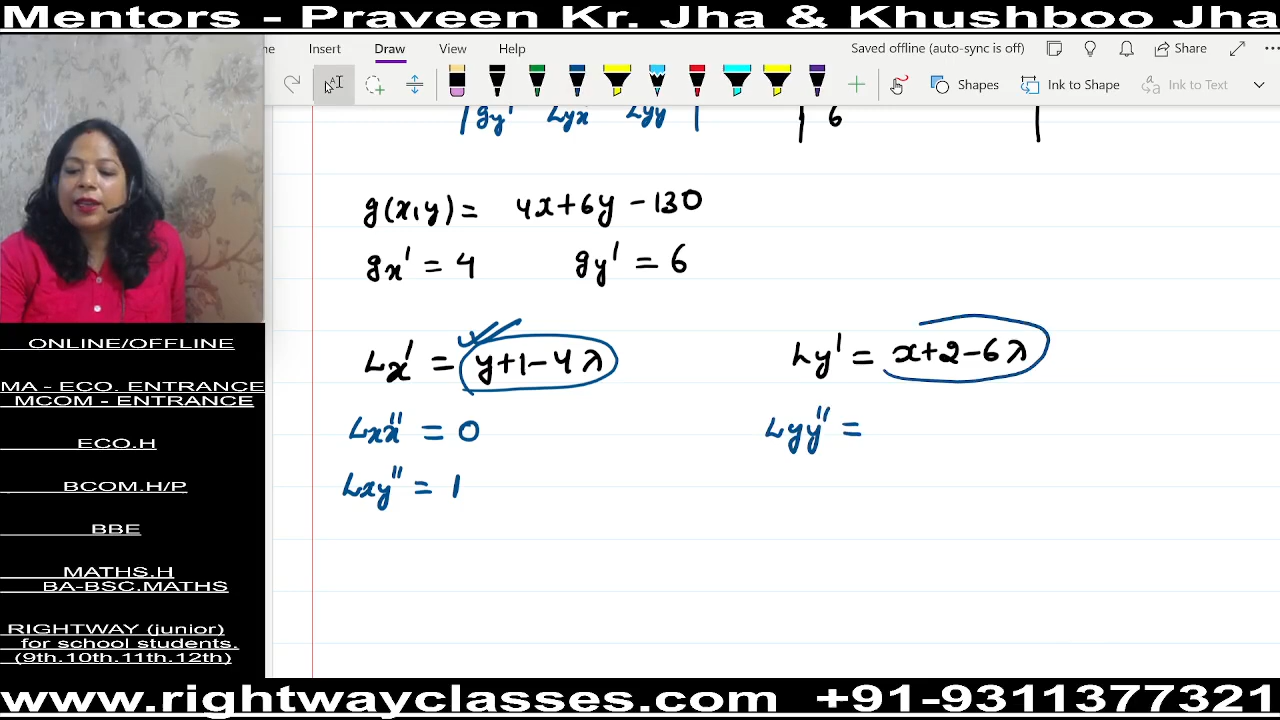 Mentors - Praveen Kr. Jha & Khushboo Jha
Insert Draw View Help Saved offline (auto-sync is off) Share
Shapes Ink to Shape Ink to Text
| gy' Lyx Lyy | | 6 |
g(x,y) = 4x+6y-130
gx' = 4 gy' = 6
Lx' = y+1-4λ Ly' = x+2-6λ
Lxx'' = 0 Lyy'' =
Lxy'' = 1
ONLINE/OFFLINE
MA - ECO. ENTRANCE
MCOM - ENTRANCE
ECO.H
BCOM.H/P
BBE
MATHS.H
BA-BSC.MATHS
RIGHTWAY (junior)
for school students.
(9th.10th.11th.12th)
www.rightwayclasses.com +91-9311377321